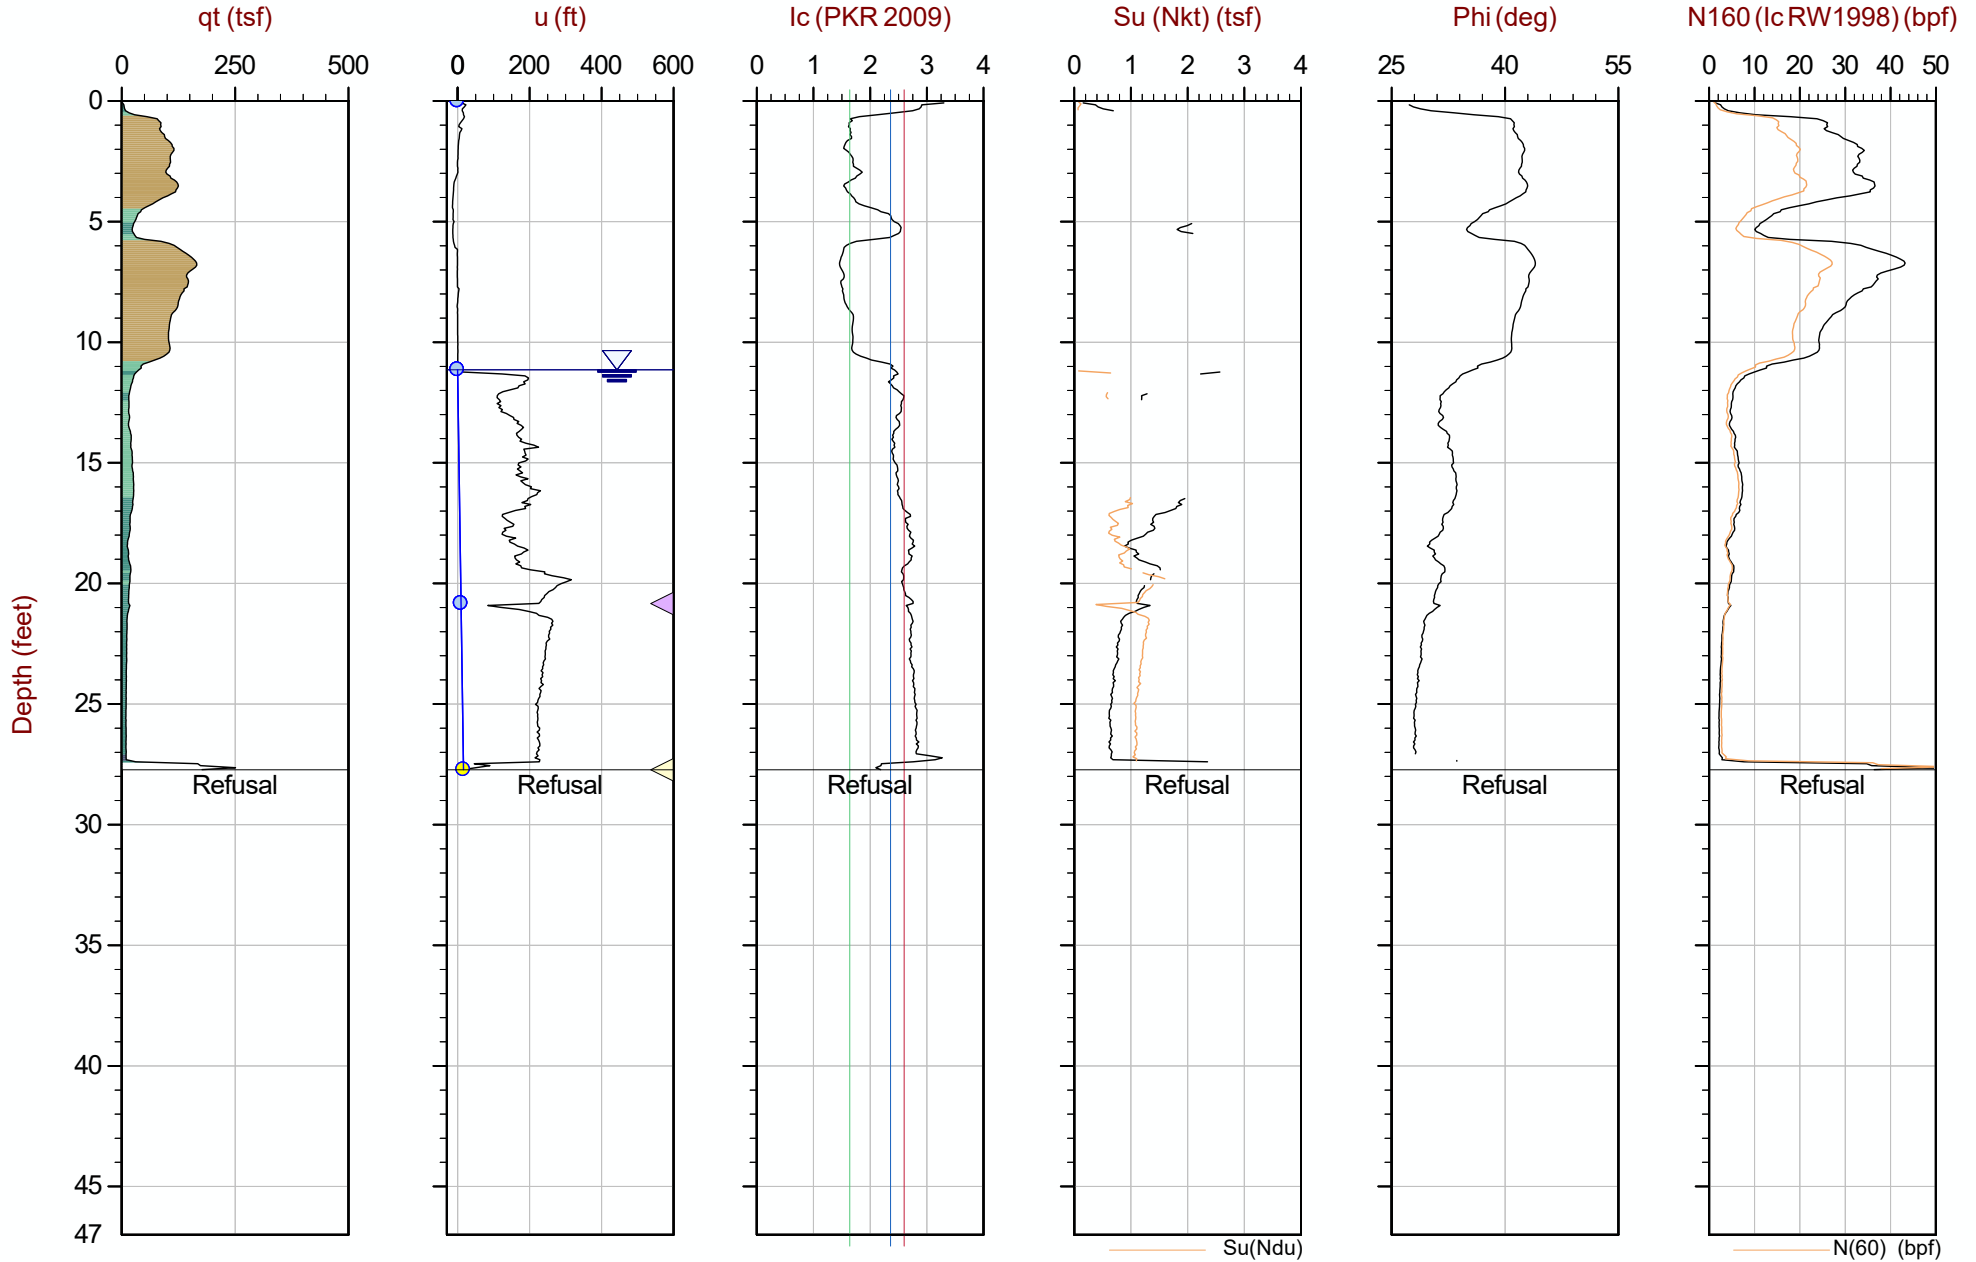 qt (tsf) u (ft) Ic (PKR 2009) Su (Nkt) (tsf) Phi (deg) N160 (Ic RW1998) (bpf)
0 250 500 0 200 400 600 0 1 2 3 4 0 1 2 3 4 25 40 55 0 10 20 30 40 50
0
5
10
15
20
Depth (feet)
25
Refusal Refusal Refusal Refusal Refusal Refusal
30
35
40
45
47
Su(Ndu) N(60) (bpf)